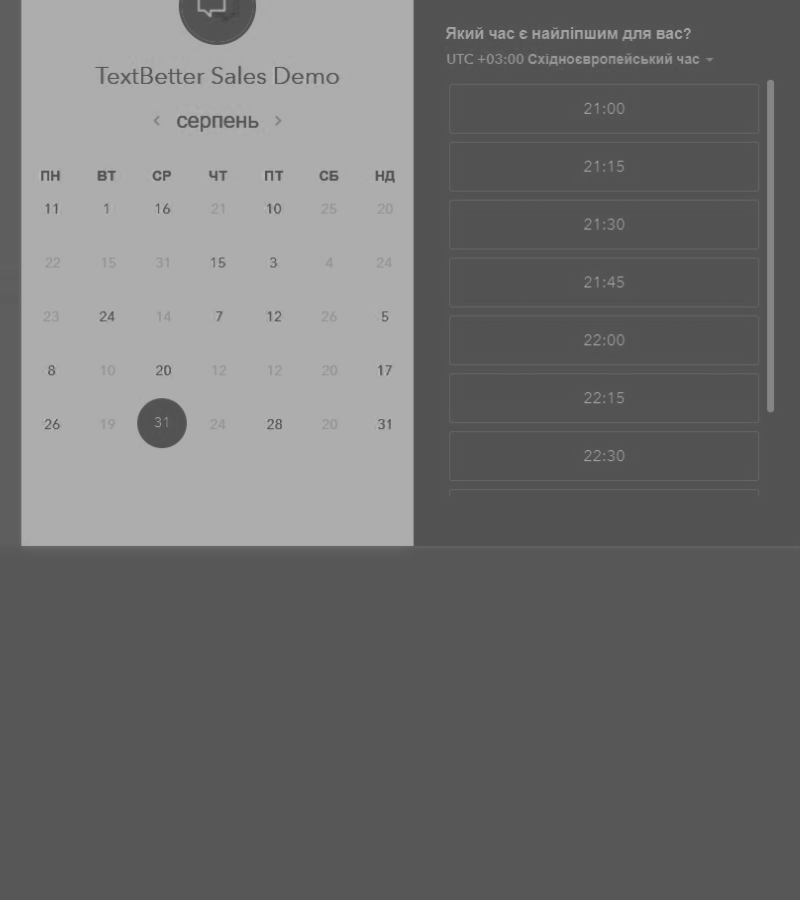 TextBetter Sales Demo
серпень
ПН ВТ СР ЧТ ПТ СБ НД
11 1 16 21 10 25 20
22 15 31 15 3 4 24
23 24 14 7 12 26 5
8 10 20 12 12 20 17
26 19 31 24 28 20 31
Який час є найліпшим для вас?
UTC +03:00 Східноєвропейський час
21:00
21:15
21:30
21:45
22:00
22:15
22:30